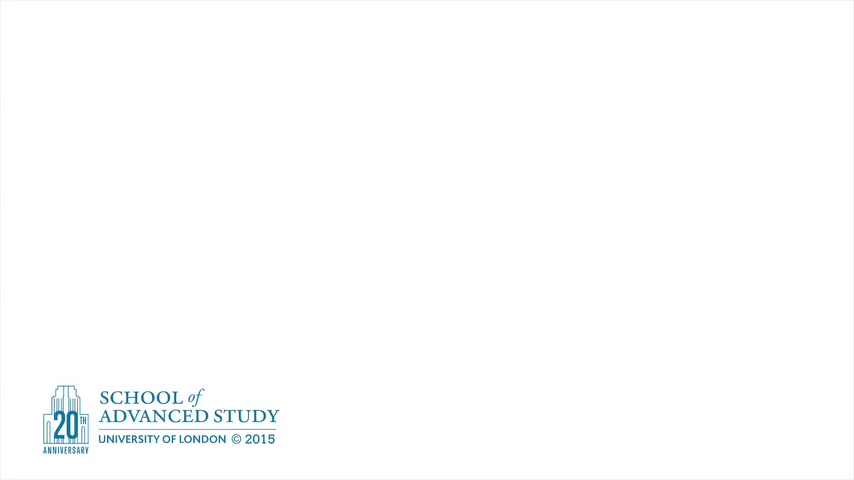 20TH
ANNIVERSARY
SCHOOL of
ADVANCED STUDY
UNIVERSITY OF LONDON © 2015